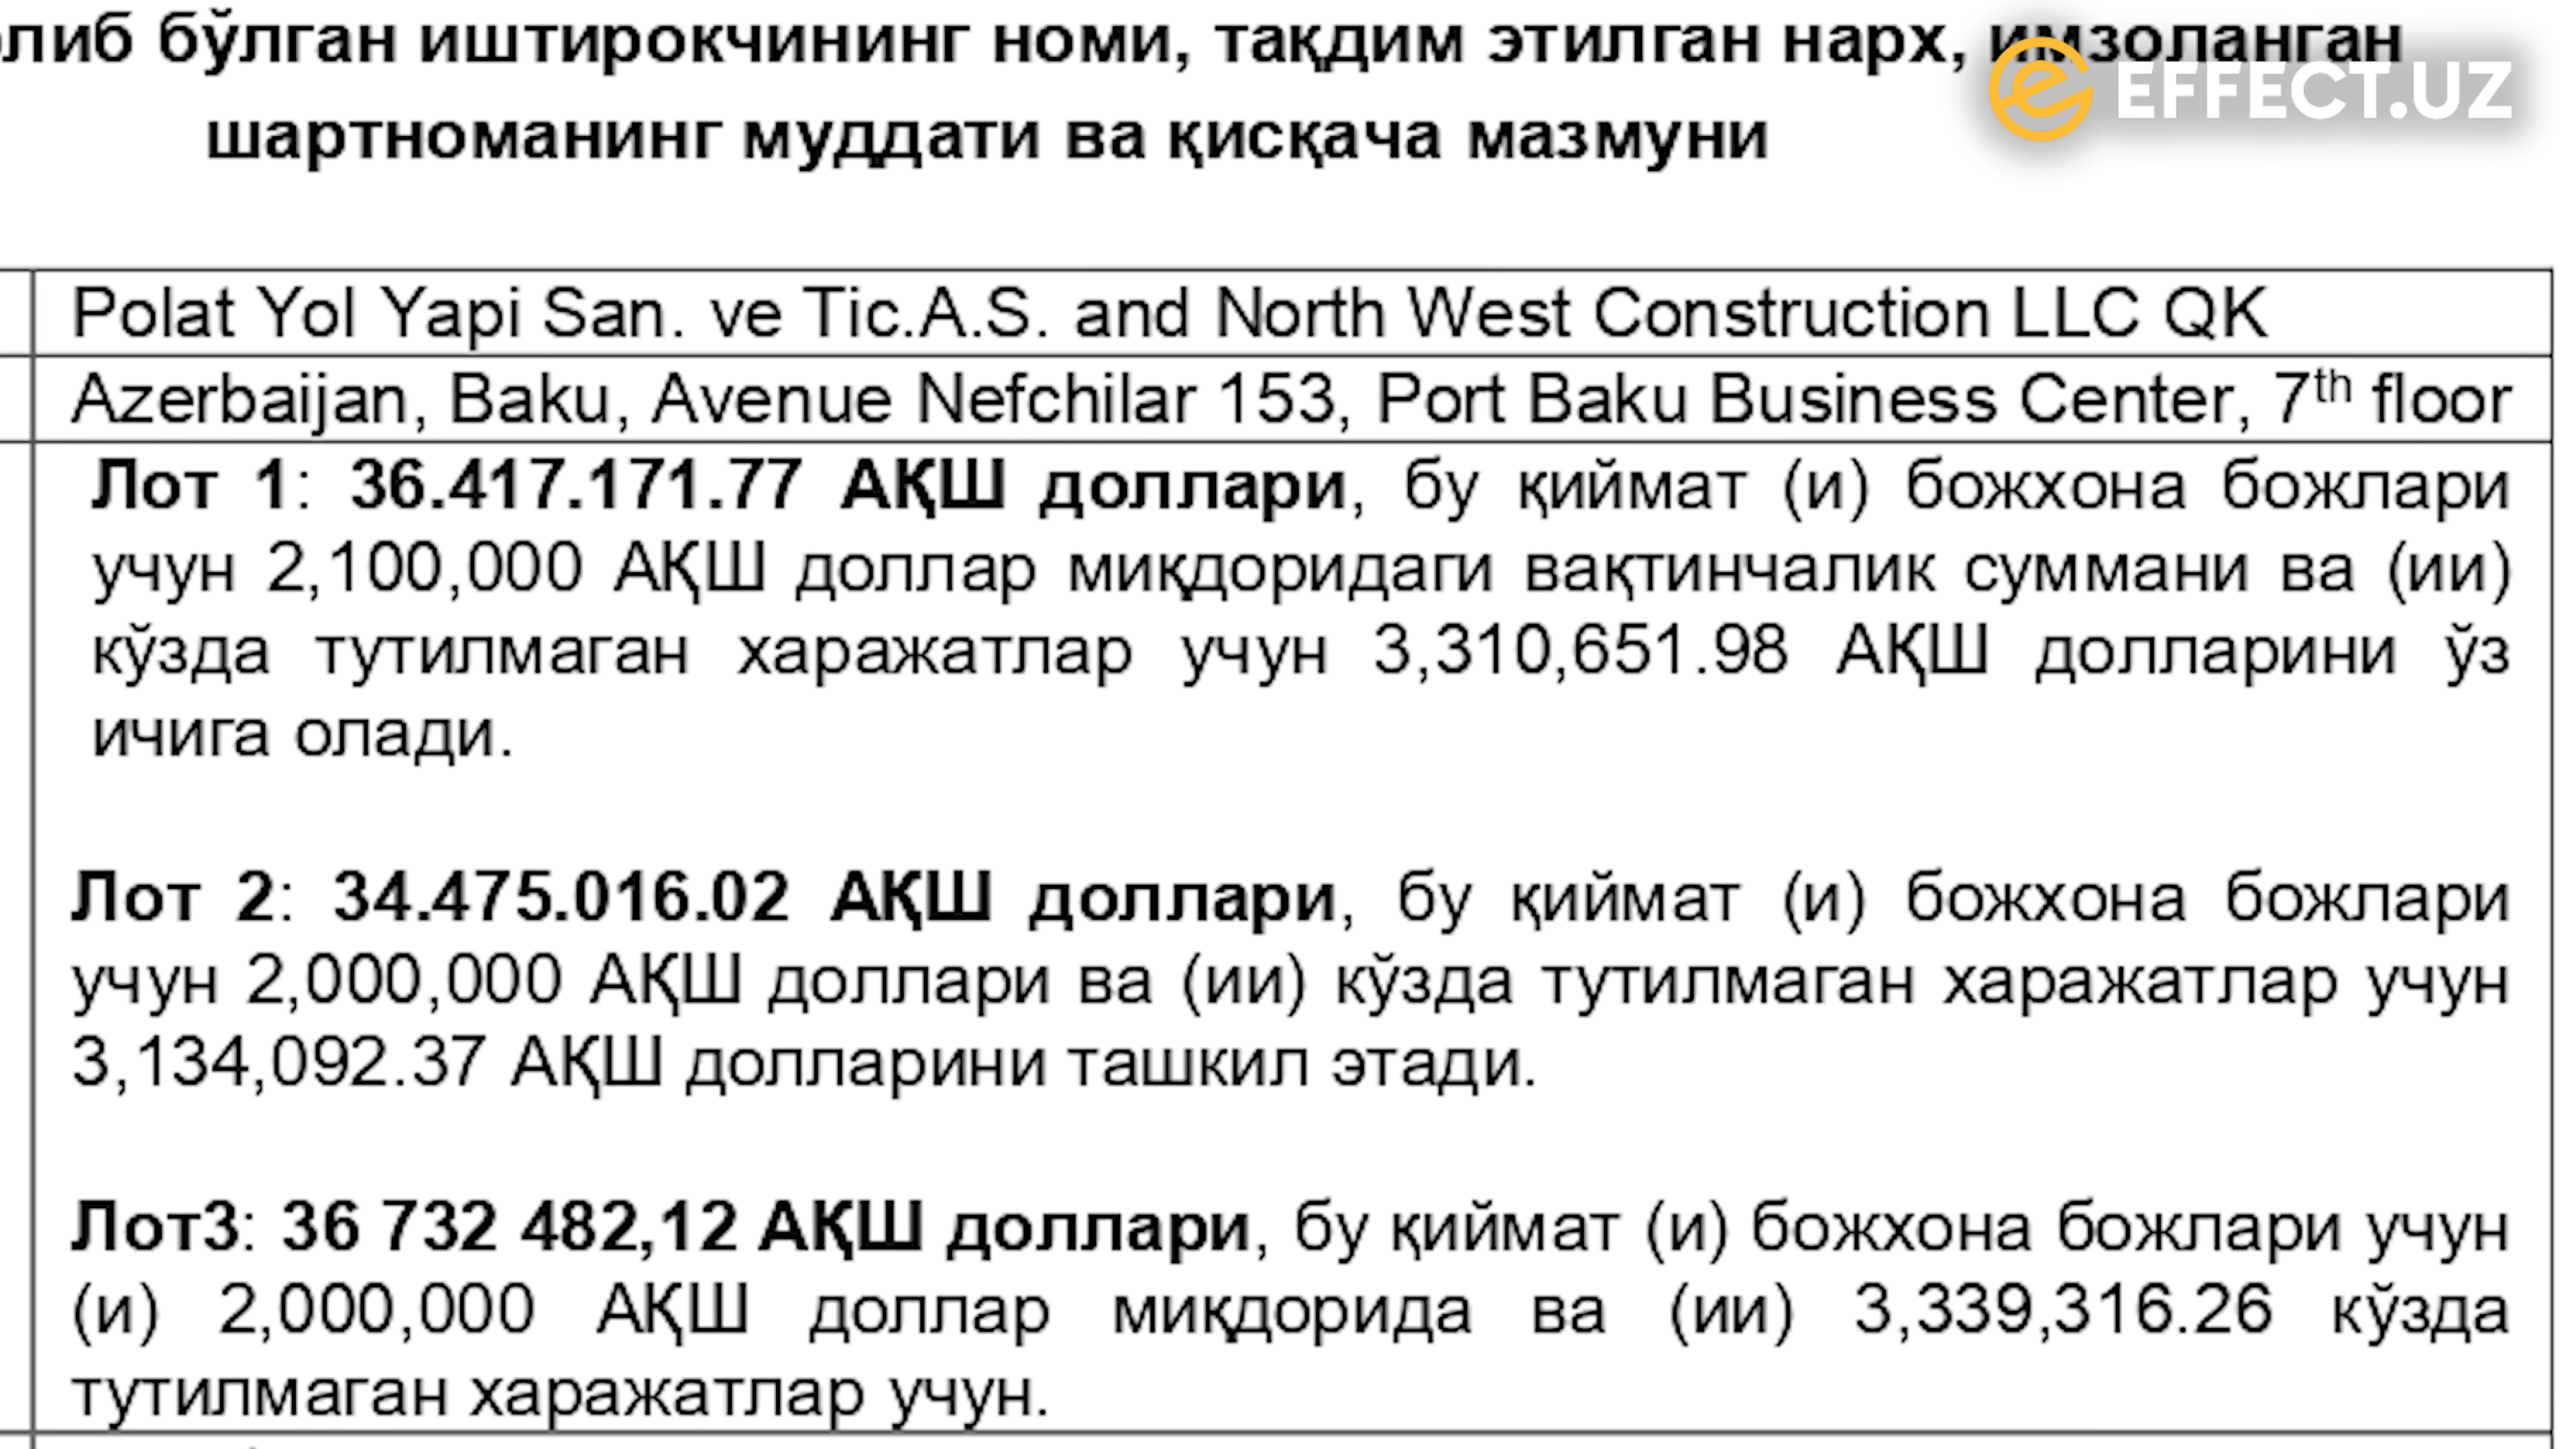 олиб бўлган иштирокчининг номи, тақдим этилган нарх, имзоланган
EFFECT.UZ
шартноманинг муддати ва қисқача мазмуни
Polat Yol Yapi San. ve Tic.A.S. and North West Construction LLC QK
Azerbaijan, Baku, Avenue Nefchilar 153, Port Baku Business Center, 7th floor
Лот 1: 36.417.171.77 АҚШ доллари, бу қиймат (и) божхона божлари
учун 2,100,000 АҚШ доллар миқдоридаги вақтинчалик суммани ва (ии)
кўзда тутилмаган харажатлар учун 3,310,651.98 АҚШ долларини ўз
ичига олади.
Лот 2: 34.475.016.02 АҚШ доллари, бу қиймат (и) божхона божлари
учун 2,000,000 АҚШ доллари ва (ии) кўзда тутилмаган харажатлар учун
3,134,092.37 АҚШ долларини ташкил этади.
Лот3: 36 732 482,12 АҚШ доллари, бу қиймат (и) божхона божлари учун
(и) 2,000,000 АҚШ доллар миқдорида ва (ии) 3,339,316.26 кўзда
тутилмаган харажатлар учун.